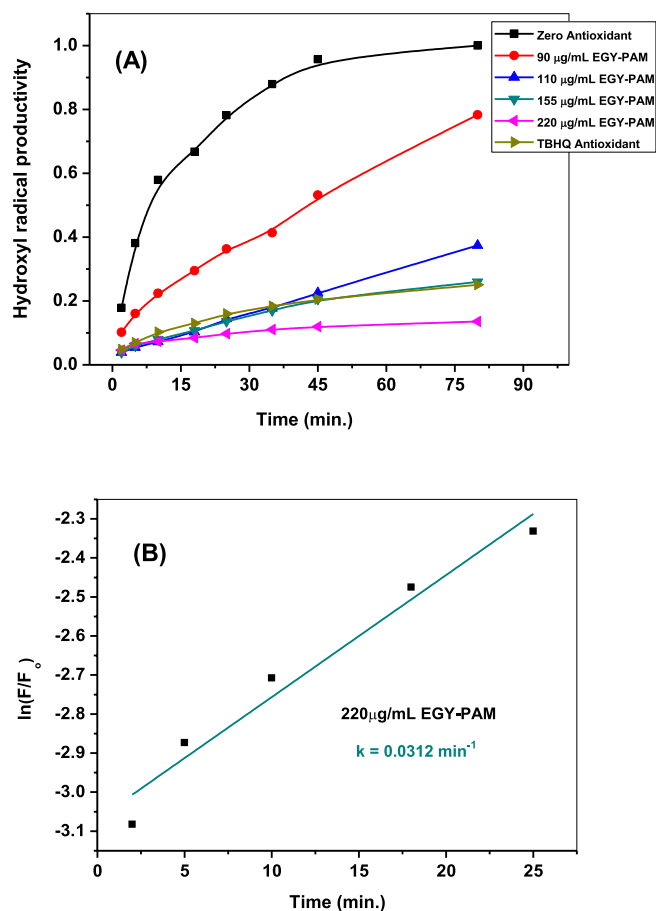 (A)
Zero Antioxidant
90 μg/mL EGY-PAM
110 μg/mL EGY-PAM
155 μg/mL EGY-PAM
220 μg/mL EGY-PAM
TBHQ Antioxidant
Hydroxyl radical productivity
1.0
0.8
0.6
0.4
0.2
0.0
0 15 30 45 60 75 90
Time (min.)
(B)
ln(F/Fo)
-2.3
-2.4
-2.5
-2.6
-2.7
-2.8
-2.9
-3.0
-3.1
220μg/mL EGY-PAM
k = 0.0312 min-1
0 5 10 15 20 25
Time (min.)